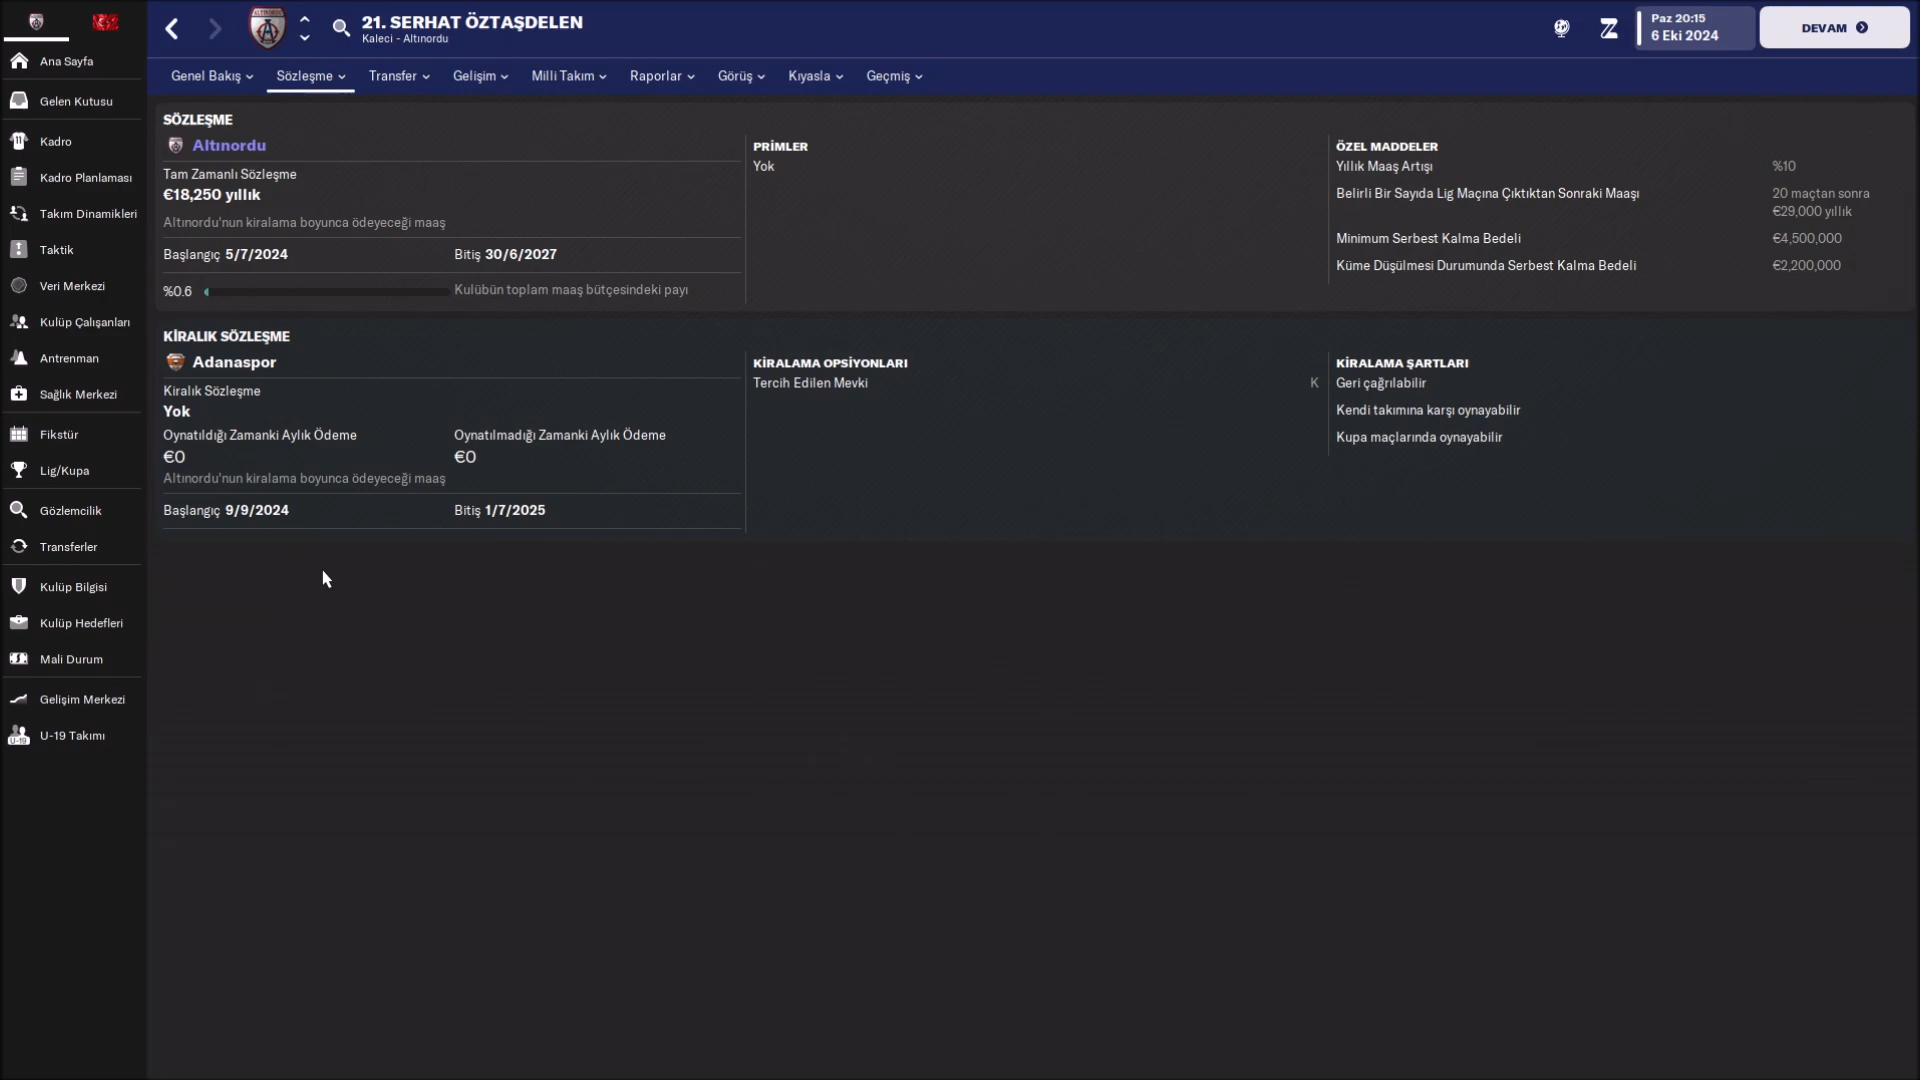 21. SERHAT ÖZTAŞDELEN
Kaleci - Altınordu
Paz 20:15
6 Eki 2024
DEVAM
Ana Sayfa
Gelen Kutusu
Kadro
Kadro Planlaması
Takım Dinamikleri
Taktik
Veri Merkezi
Kulüp Çalışanları
Antrenman
Sağlık Merkezi
Fikstür
Lig/Kupa
Gözlemcilik
Transferler
Kulüp Bilgisi
Kulüp Hedefleri
Mali Durum
Gelişim Merkezi
U-19 Takımı
Genel Bakış Sözleşme Transfer Gelişim Milli Takım Raporlar Görüş Kıyasla Geçmiş
SÖZLEŞME
Altınordu
Tam Zamanlı Sözleşme
€18,250 yıllık
Altınordu'nun kiralama boyunca ödeyeceği maaş
Başlangıç 5/7/2024 Bitiş 30/6/2027
%0.6 Kulübün toplam maaş bütçesindeki payı
PRİMLER
Yok
ÖZEL MADDELER
Yıllık Maaş Artışı %10
Belirli Bir Sayıda Lig Maçına Çıktıktan Sonraki Maaşı 20 maçtan sonra
€29,000 yıllık
Minimum Serbest Kalma Bedeli €4,500,000
Küme Düşülmesi Durumunda Serbest Kalma Bedeli €2,200,000
KİRALIK SÖZLEŞME
Adanaspor
Kiralık Sözleşme
Yok
Oynatıldığı Zamanki Aylık Ödeme Oynatılmadığı Zamanki Aylık Ödeme
€0 €0
Altınordu'nun kiralama boyunca ödeyeceği maaş
Başlangıç 9/9/2024 Bitiş 1/7/2025
KİRALAMA OPSİYONLARI
Tercih Edilen Mevki K
KİRALAMA ŞARTLARI
Geri çağrılabilir
Kendi takımına karşı oynayabilir
Kupa maçlarında oynayabilir